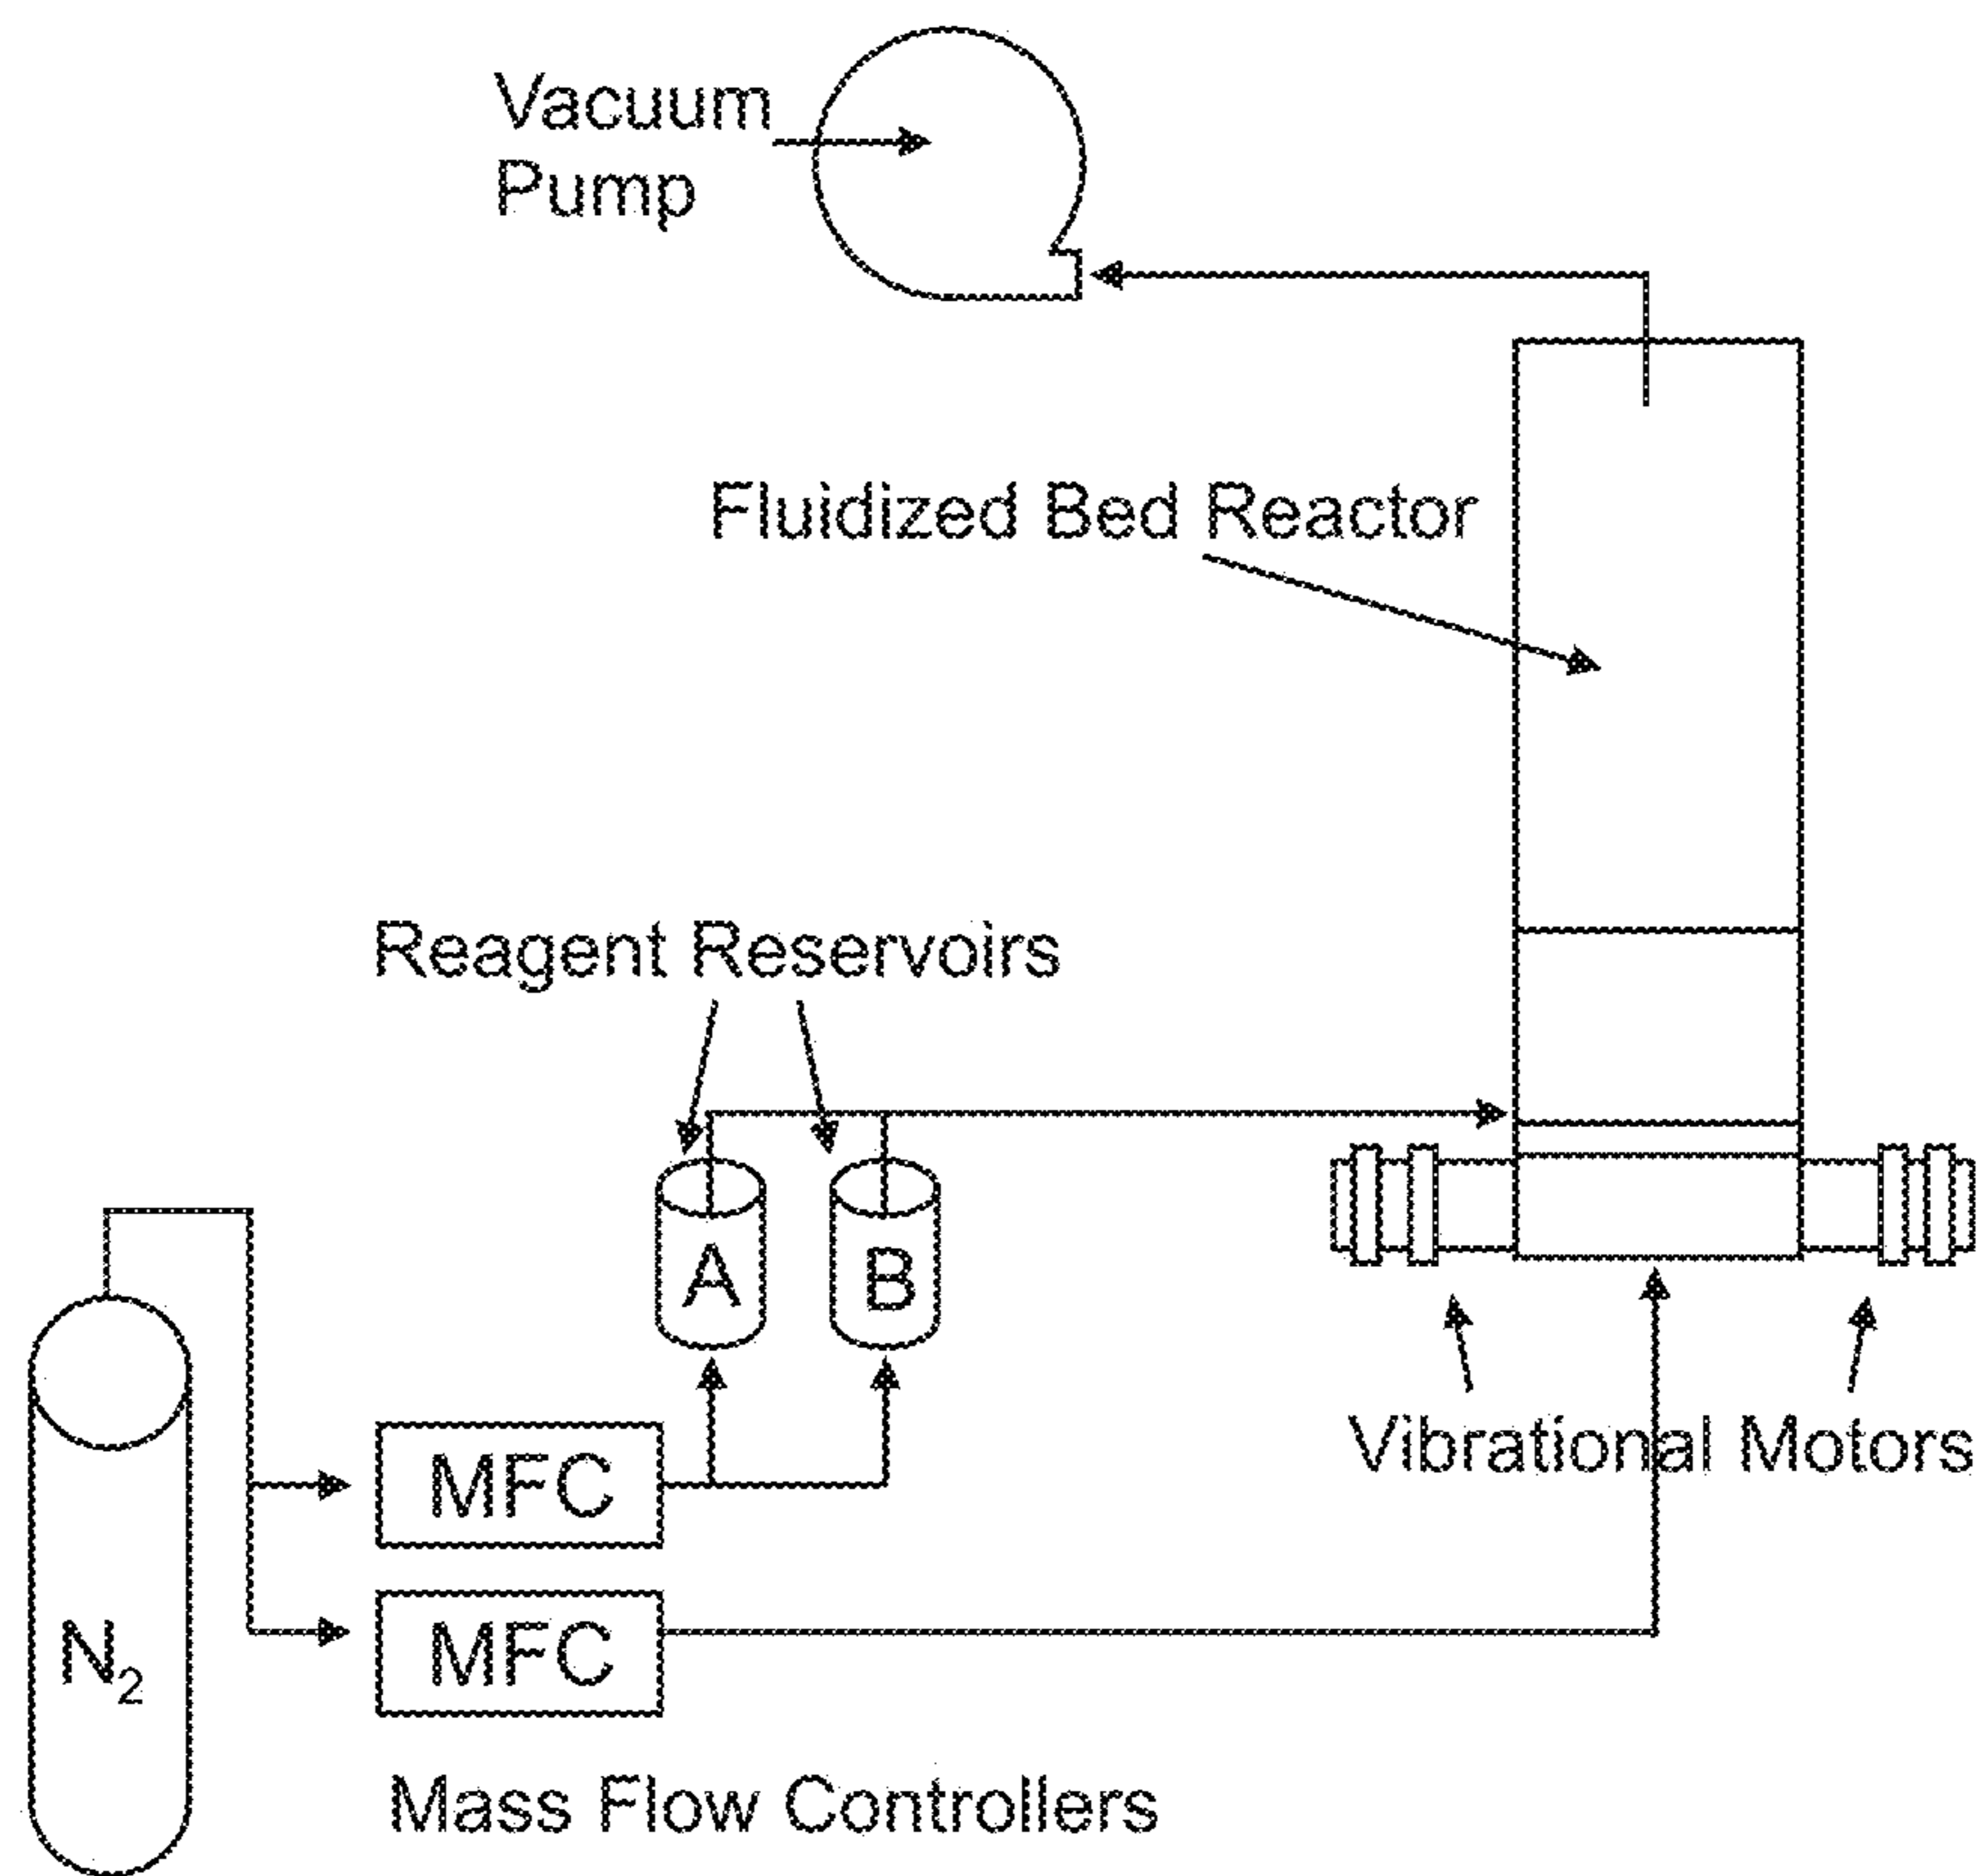 Vacuum
Pump
Fluidized Bed Reactor
Reagent Reservoirs
A
B
MFC
Vibrational Motors
N₂
MFC
Mass Flow Controllers